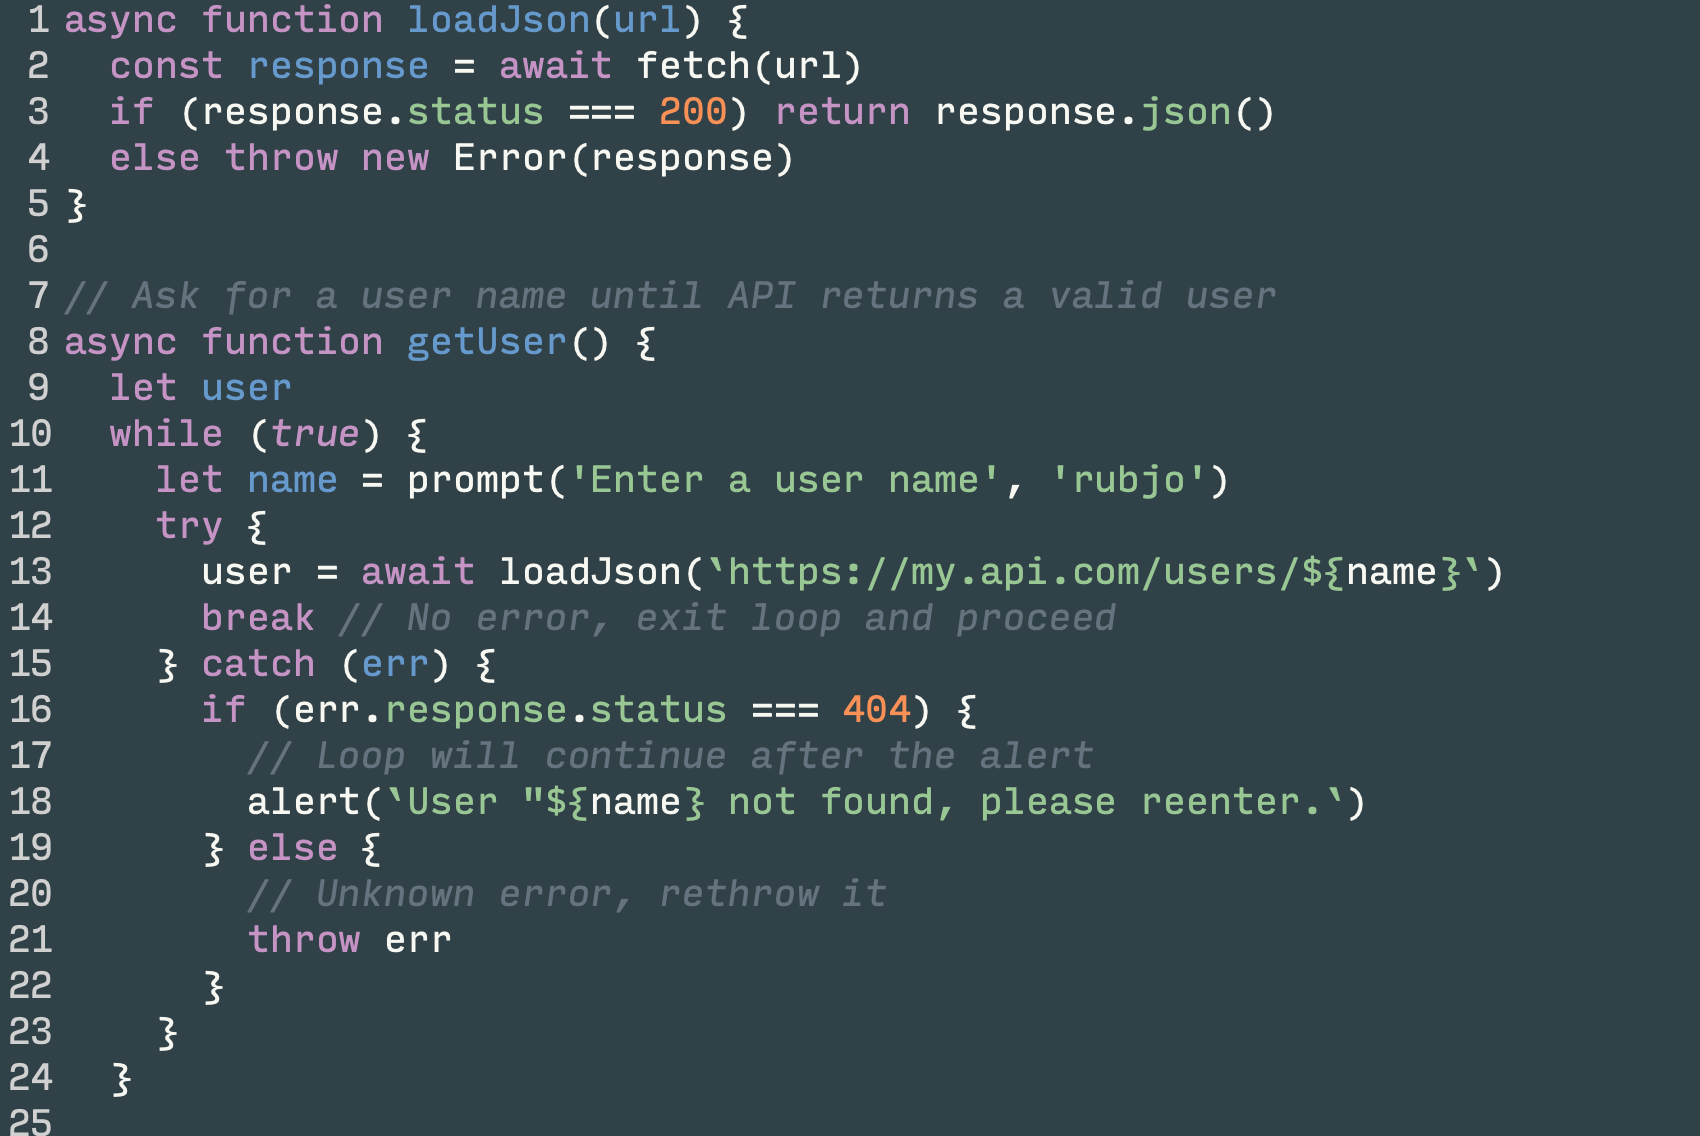 1 async function loadJson(url) {
2   const response = await fetch(url)
3   if (response.status === 200) return response.json()
4   else throw new Error(response)
5 }
6
7 // Ask for a user name until API returns a valid user
8 async function getUser() {
9   let user
10   while (true) {
11     let name = prompt('Enter a user name', 'rubjo')
12     try {
13       user = await loadJson(`https://my.api.com/users/${name}`)
14       break // No error, exit loop and proceed
15     } catch (err) {
16       if (err.response.status === 404) {
17         // Loop will continue after the alert
18         alert(`User "${name} not found, please reenter.`)
19       } else {
20         // Unknown error, rethrow it
21         throw err
22       }
23     }
24   }
25